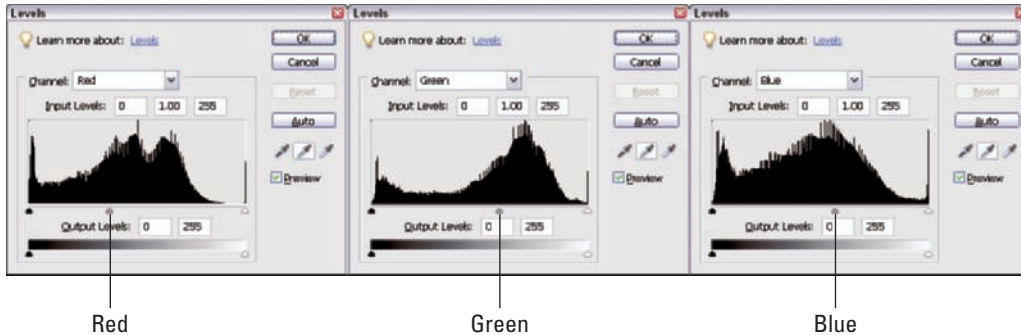 Levels
Learn more about: Levels
OK
Cancel
Reset
Auto
Preview
Channel: Red
Input Levels: 0 1.00 255
Output Levels: 0 255
Levels
Learn more about: Levels
OK
Cancel
Reset
Auto
Preview
Channel: Green
Input Levels: 0 1.00 255
Output Levels: 0 255
Levels
Learn more about: Levels
OK
Cancel
Reset
Auto
Preview
Channel: Blue
Input Levels: 0 1.00 255
Output Levels: 0 255
Red
Green
Blue